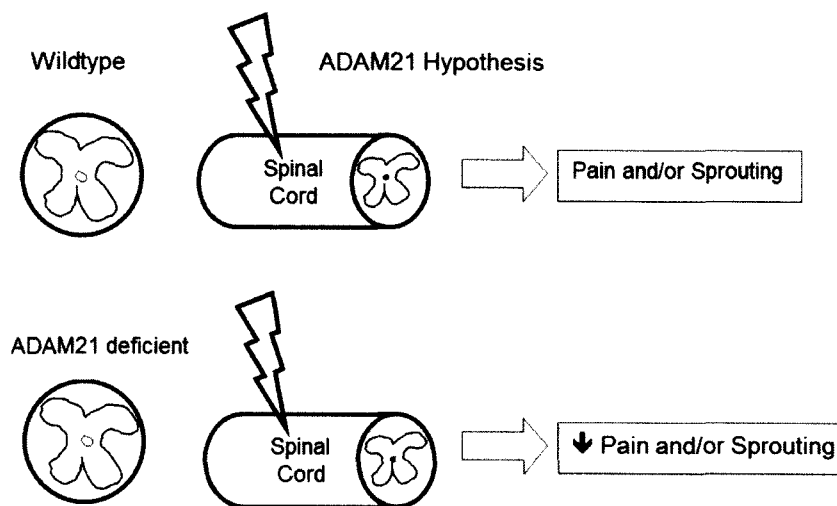 Wildtype
ADAM21 Hypothesis
Spinal
Cord
Pain and/or Sprouting
ADAM21 deficient
Spinal
Cord
↓ Pain and/or Sprouting